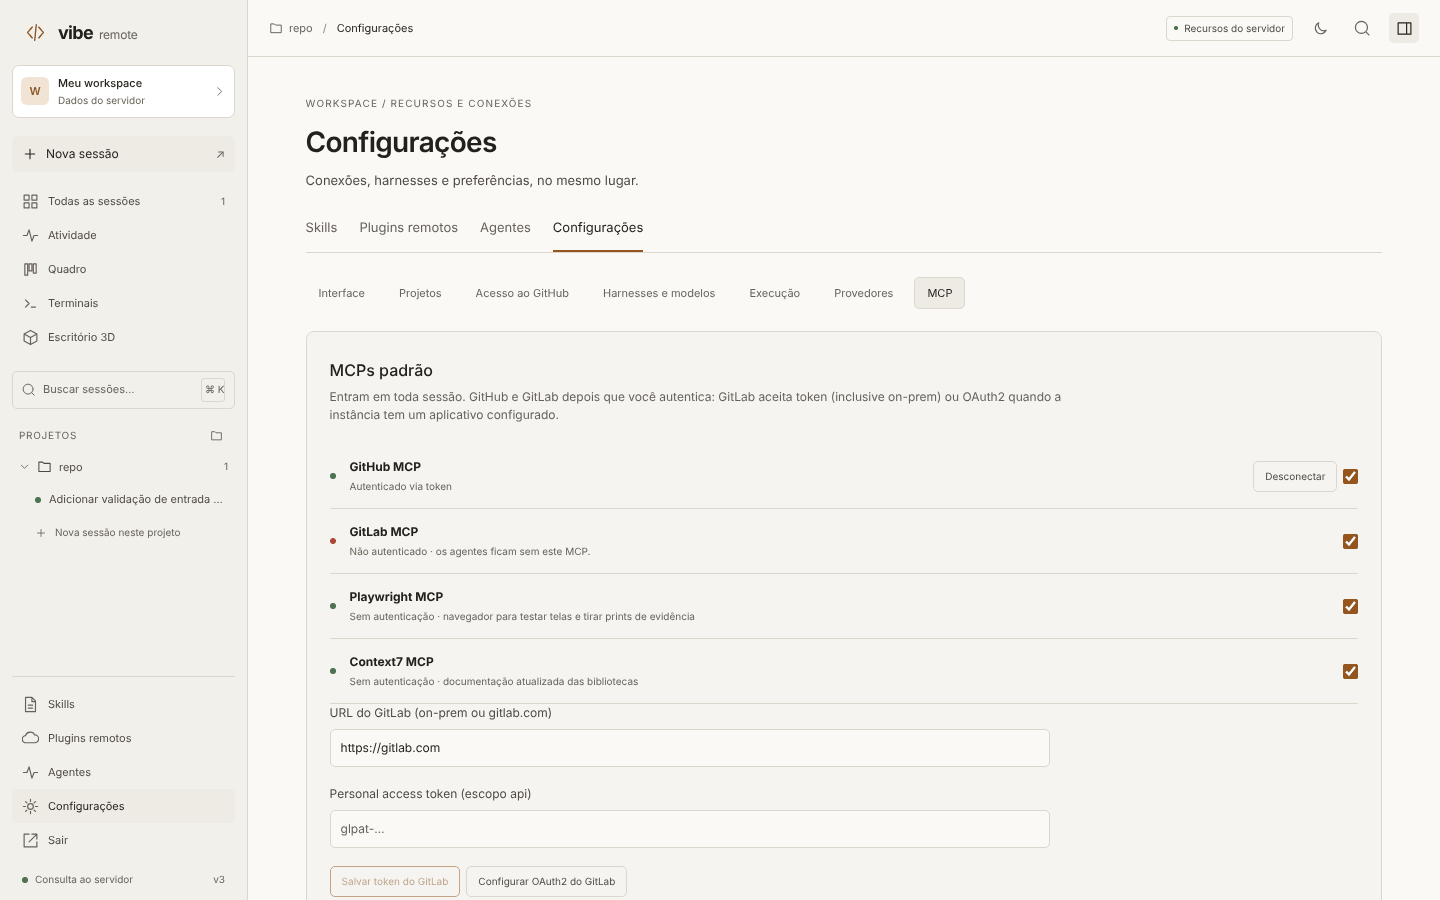 vibe remote
W
Meu workspace
Dados do servidor
Nova sessão
Todas as sessões 1
Atividade
Quadro
Terminais
Escritório 3D
Buscar sessões... ⌘ K
PROJETOS
repo 1
Adicionar validação de entrada ...
Nova sessão neste projeto
Skills
Plugins remotos
Agentes
Configurações
Sair
Consulta ao servidor v3
repo / Configurações
Recursos do servidor
WORKSPACE / RECURSOS E CONEXÕES
Configurações
Conexões, harnesses e preferências, no mesmo lugar.
Skills Plugins remotos Agentes Configurações
Interface Projetos Acesso ao GitHub Harnesses e modelos Execução Provedores MCP
MCPs padrão
Entram em toda sessão. GitHub e GitLab depois que você autentica: GitLab aceita token (inclusive on-prem) ou OAuth2 quando a
instância tem um aplicativo configurado.
GitHub MCP
Autenticado via token
Desconectar
GitLab MCP
Não autenticado · os agentes ficam sem este MCP.
Playwright MCP
Sem autenticação · navegador para testar telas e tirar prints de evidência
Context7 MCP
Sem autenticação · documentação atualizada das bibliotecas
URL do GitLab (on-prem ou gitlab.com)
https://gitlab.com
Personal access token (escopo api)
glpat-...
Salvar token do GitLab Configurar OAuth2 do GitLab